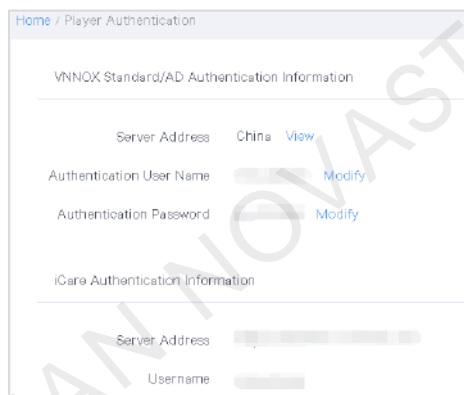 Home / Player Authentication
VNNOX Standard/AD Authentication Information
Server Address China View
Authentication User Name Modify
Authentication Password Modify
iCare Authentication Information
Server Address
Username
AN NOVAST